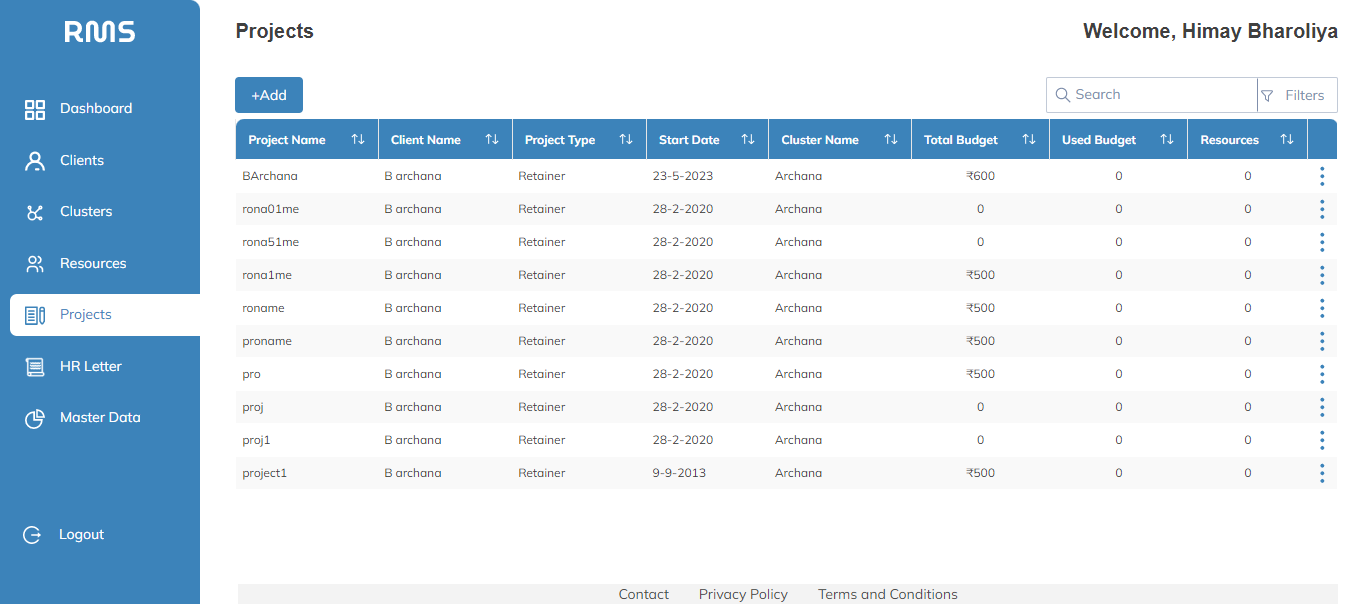 RMS
Projects
Welcome, Himay Bharoliya
Dashboard
Clients
Clusters
Resources
Projects
HR Letter
Master Data
Logout
+Add
Search Filters
Project Name Client Name Project Type Start Date Cluster Name Total Budget Used Budget Resources
BArchana B archana Retainer 23-5-2023 Archana ₹600 0 0
rona01me B archana Retainer 28-2-2020 Archana 0 0 0
rona51me B archana Retainer 28-2-2020 Archana 0 0 0
rona1me B archana Retainer 28-2-2020 Archana ₹500 0 0
roname B archana Retainer 28-2-2020 Archana ₹500 0 0
proname B archana Retainer 28-2-2020 Archana ₹500 0 0
pro B archana Retainer 28-2-2020 Archana ₹500 0 0
proj B archana Retainer 28-2-2020 Archana 0 0 0
proj1 B archana Retainer 28-2-2020 Archana 0 0 0
project1 B archana Retainer 9-9-2013 Archana ₹500 0 0
Contact Privacy Policy Terms and Conditions